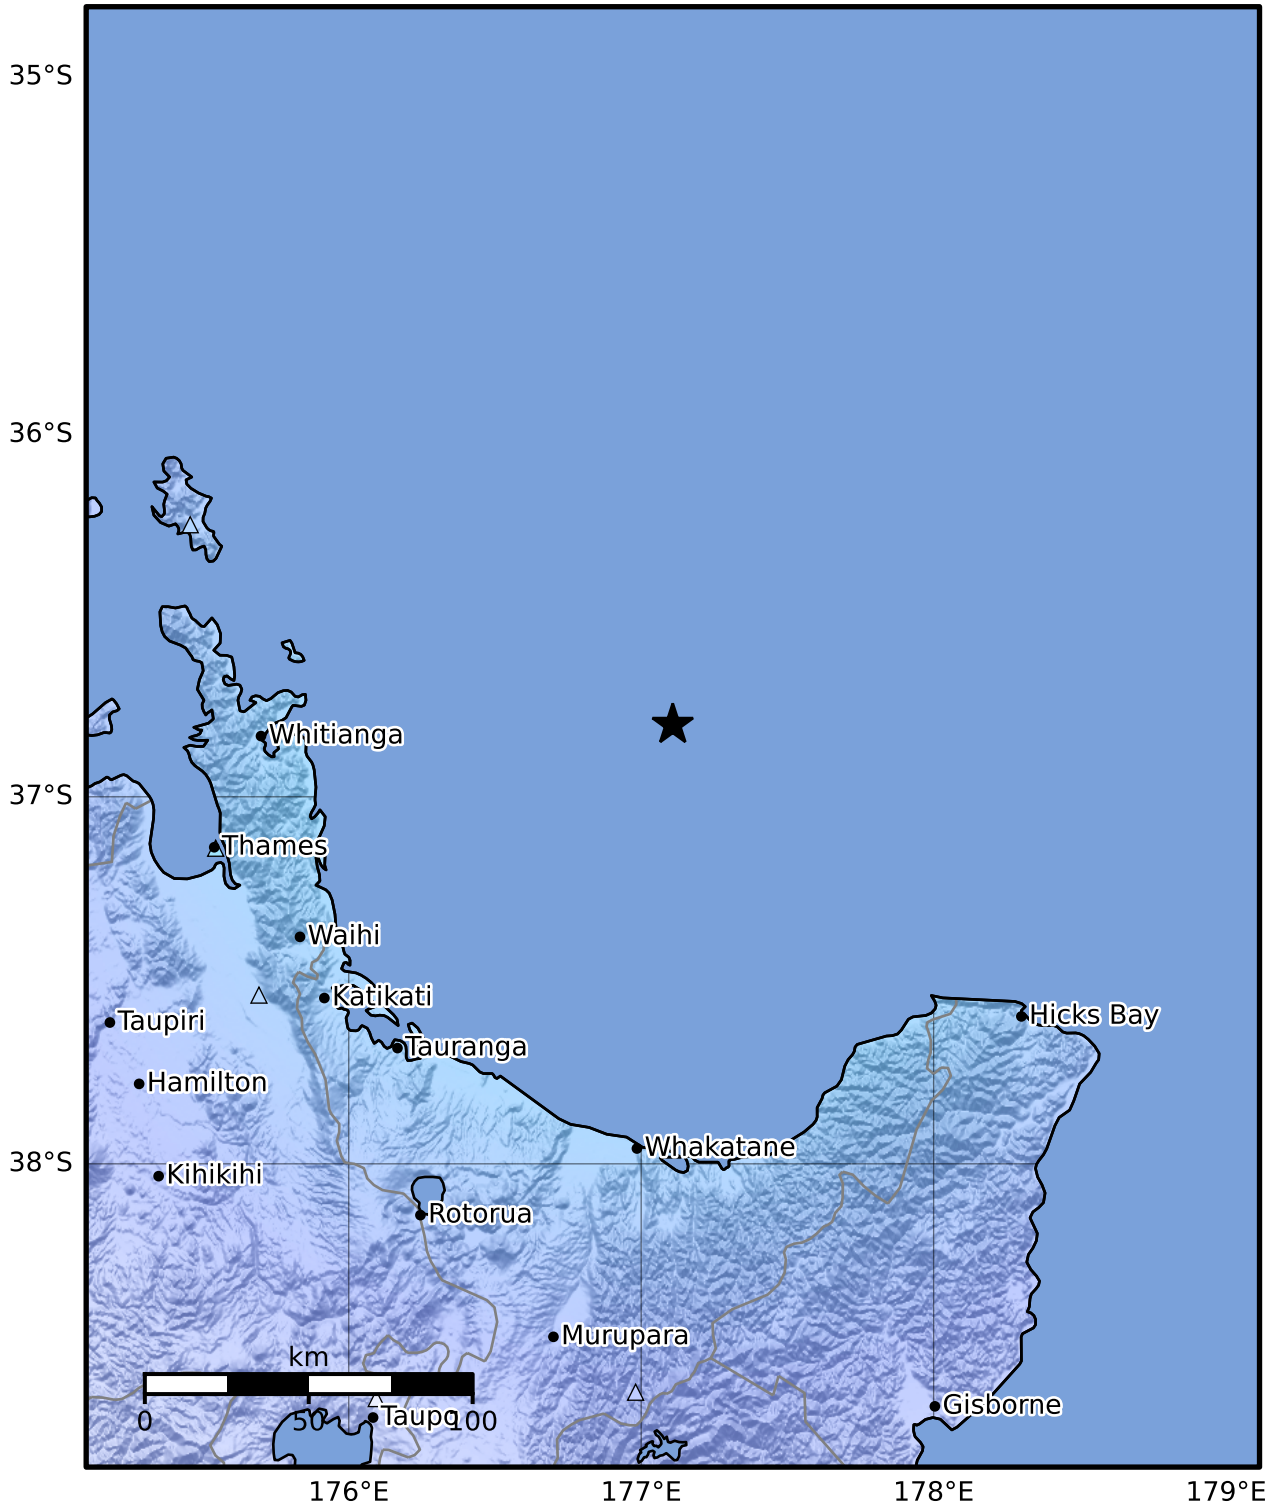 35°S
36°S
Whitianga
37°S
Thames
Waihi
Katikati
Hicks Bay
Taupiri
Tauranga
Hamilton
Whakatane
38°S
Kihikihi
Rotorua
Murupara
km
Gisborne
Taupo
0 50 100
176°E 177°E 178°E 179°E